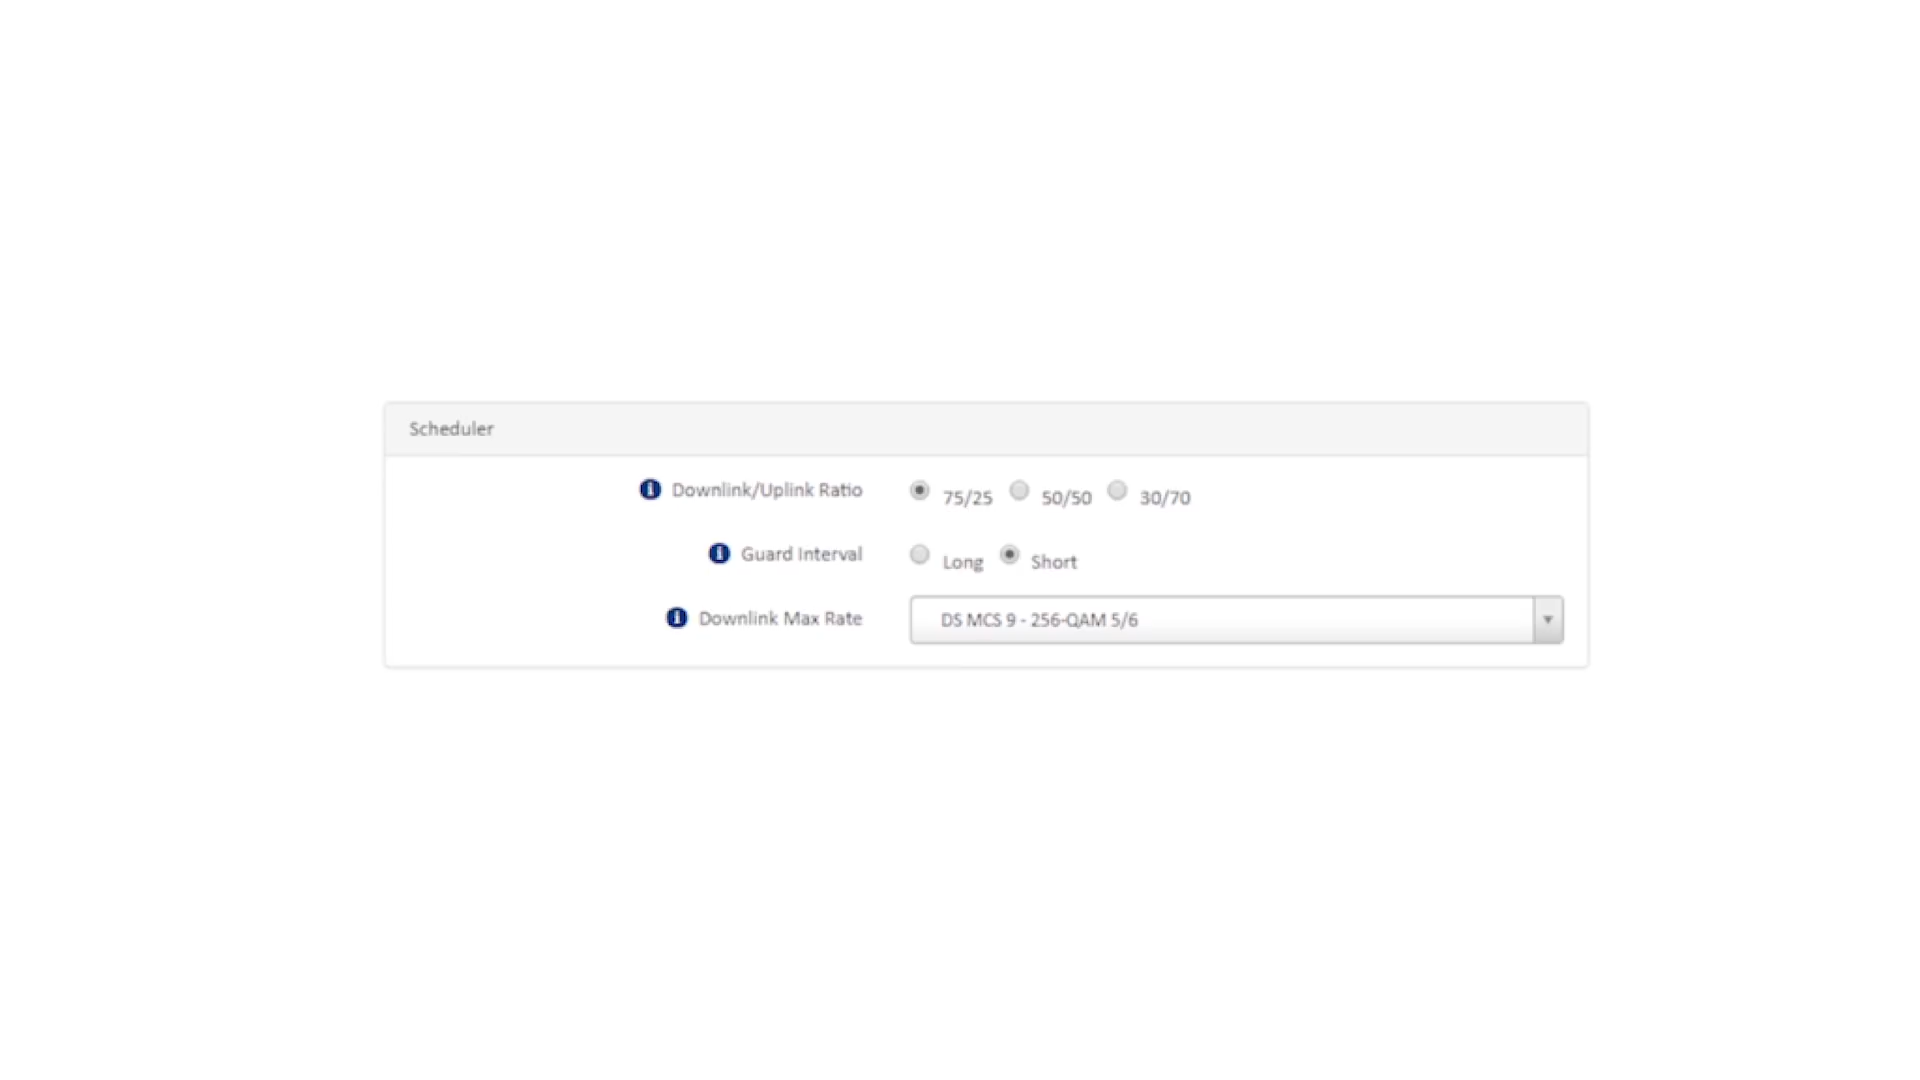 Scheduler
Downlink/Uplink Ratio 75/25 50/50 30/70
Guard Interval Long Short
Downlink Max Rate DS MCS 9 - 256-QAM 5/6